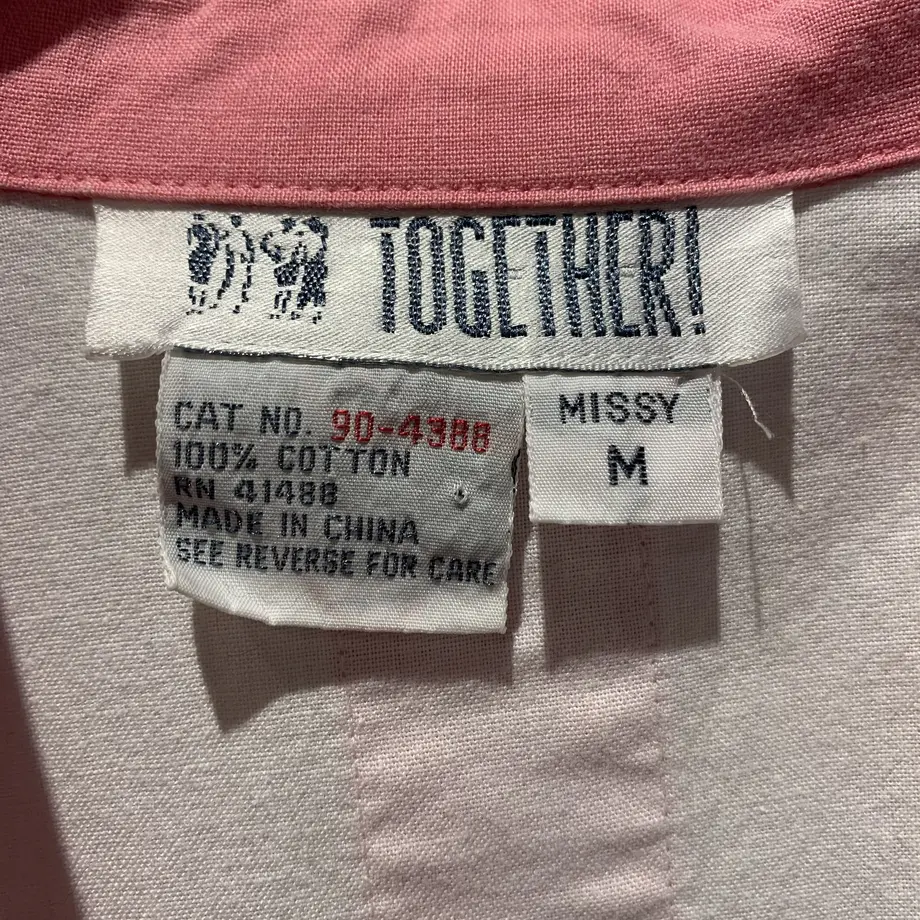 TOGETHER!
CAT NO. 90-4388
100% COTTON
RN 41488
MADE IN CHINA
SEE REVERSE FOR CARE
MISSY
M